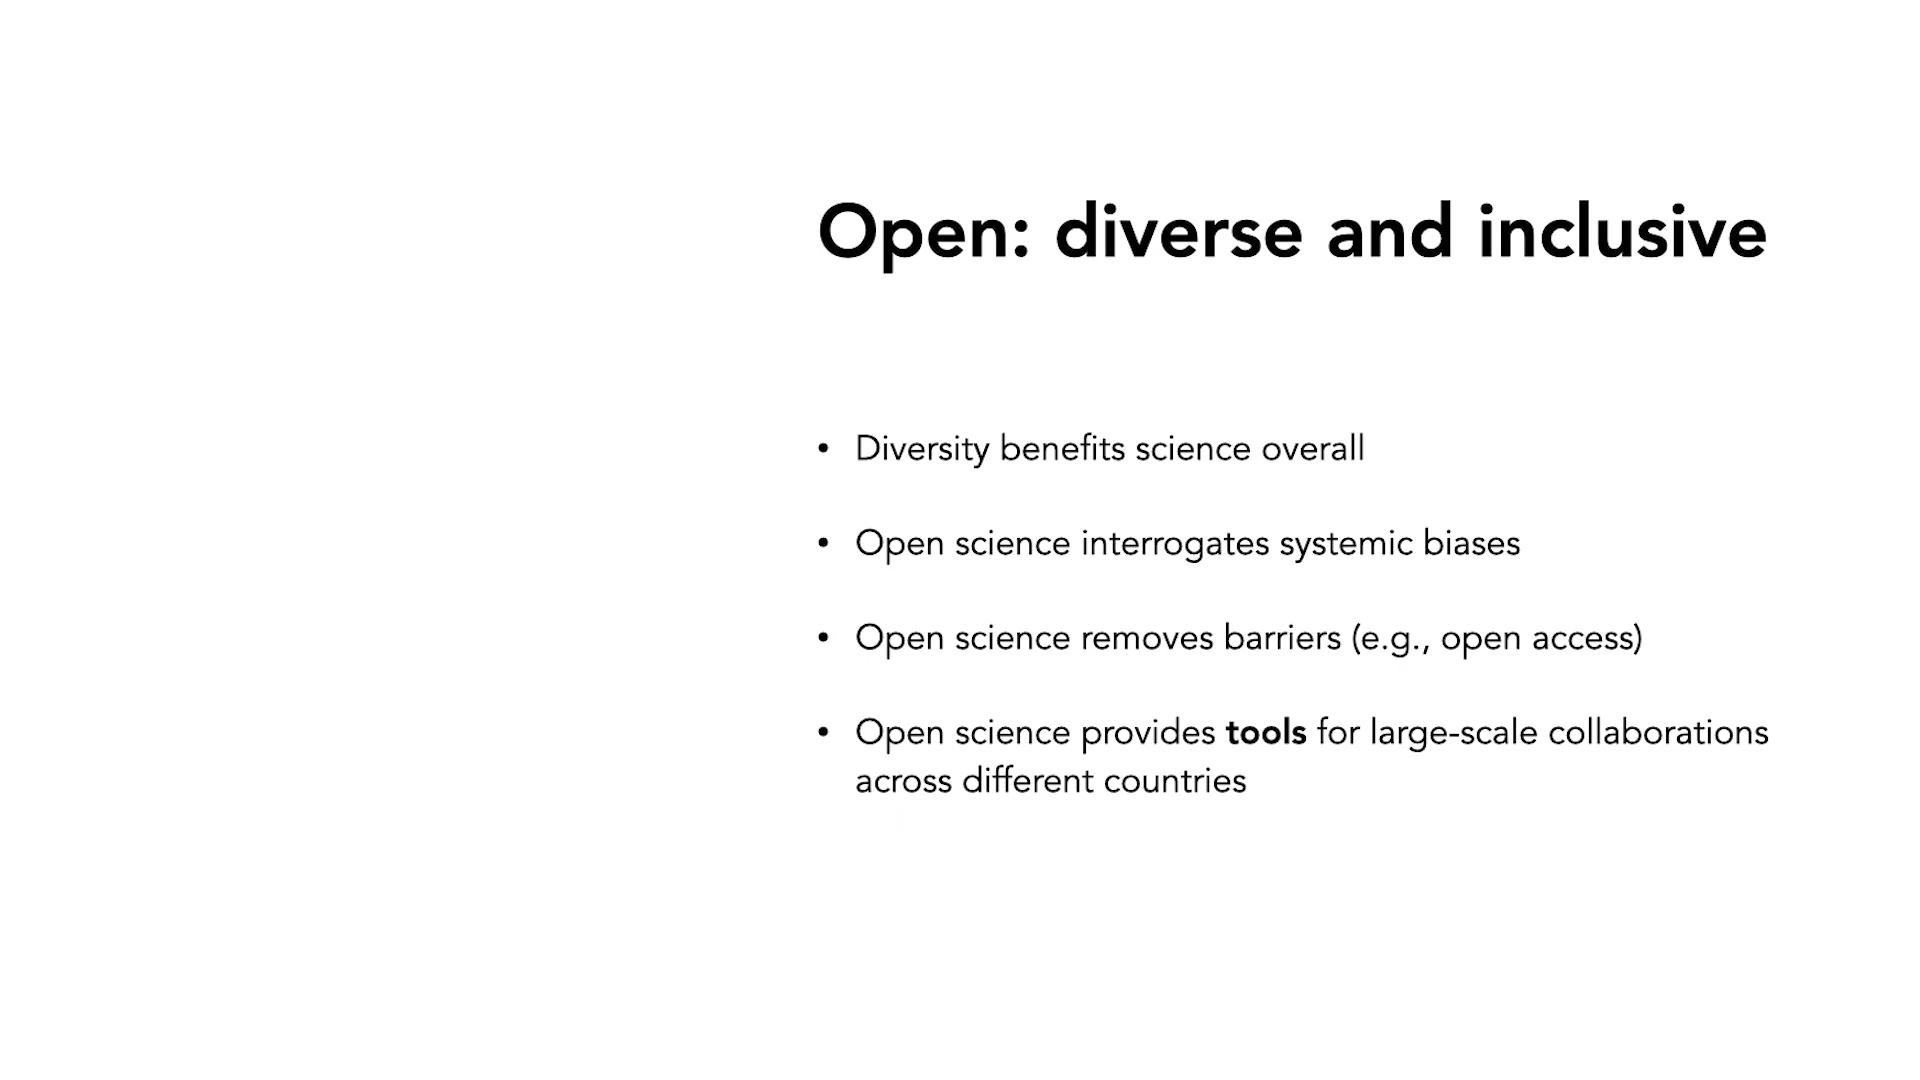 Open: diverse and inclusive
• Diversity benefits science overall
• Open science interrogates systemic biases
• Open science removes barriers (e.g., open access)
• Open science provides tools for large-scale collaborations
across different countries